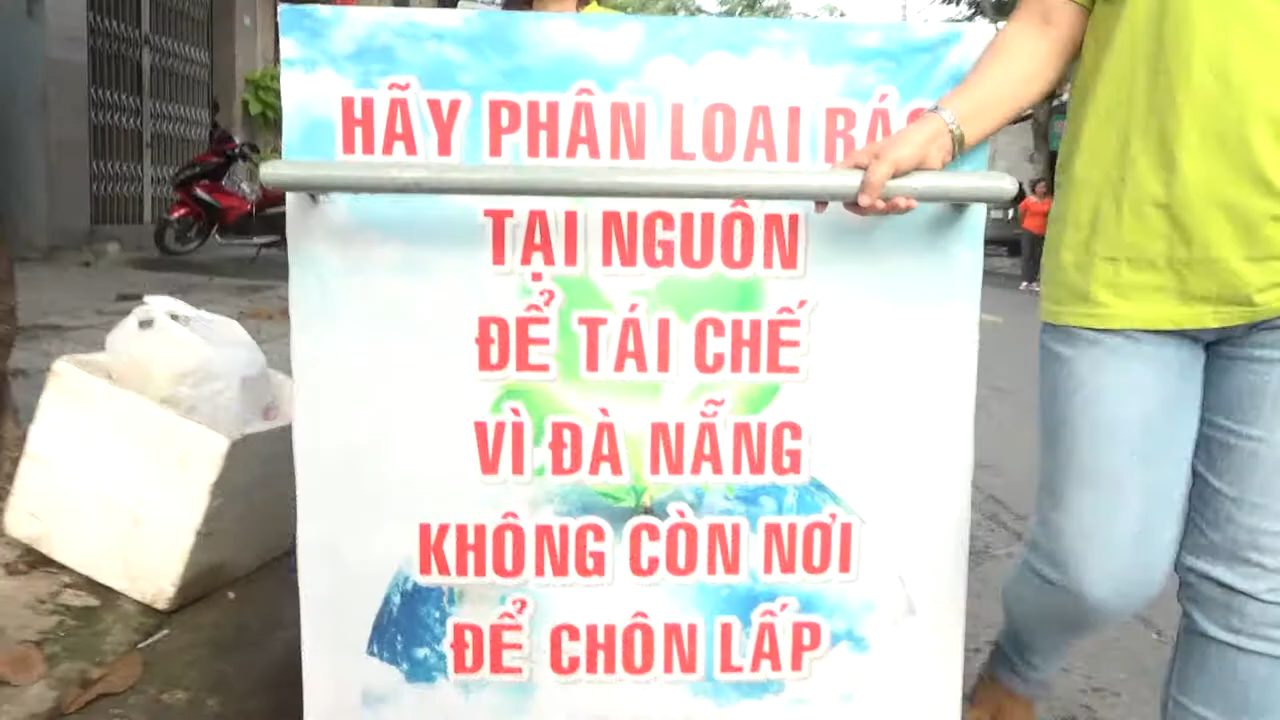 HÃY PHÂN LOẠI RÁC
TẠI NGUỒN
ĐỂ TÁI CHẾ
VÌ ĐÀ NẴNG
KHÔNG CÒN NƠI
ĐỂ CHÔN LẤP